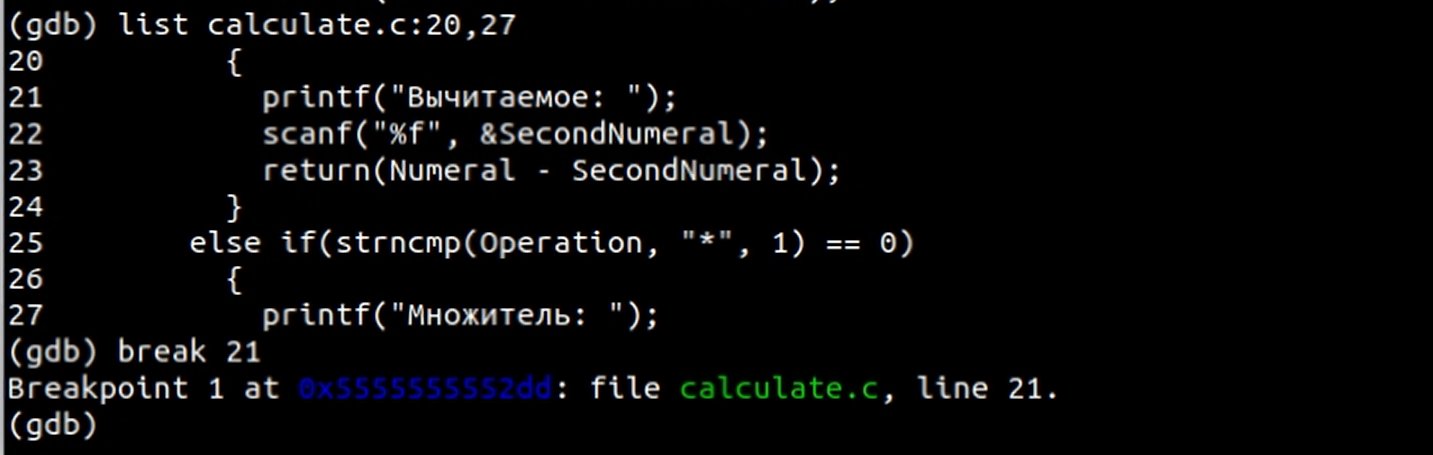 (gdb) list calculate.c:20,27
20          {
21            printf("Вычитаемое: ");
22            scanf("%f", &SecondNumeral);
23            return(Numeral - SecondNumeral);
24          }
25        else if(strncmp(Operation, "*", 1) == 0)
26          {
27            printf("Множитель: ");
(gdb) break 21
Breakpoint 1 at 0x5555555552dd: file calculate.c, line 21.
(gdb)